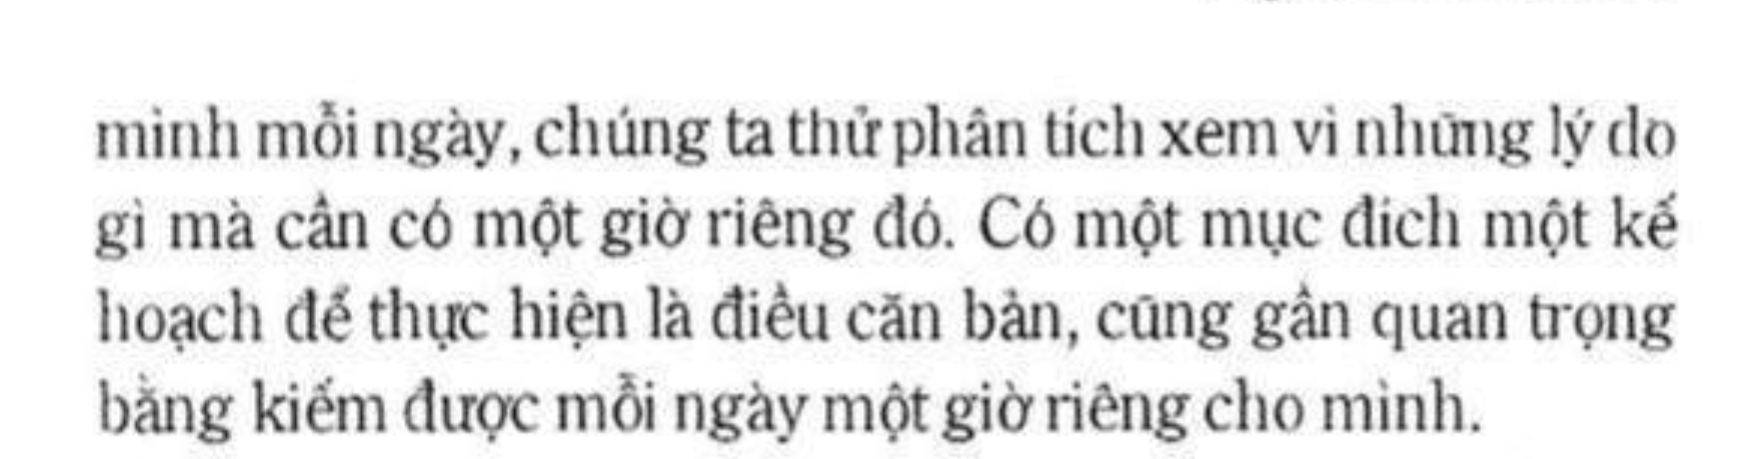 mình mỗi ngày, chúng ta thử phân tích xem vì những lý do
gì mà cần có một giờ riêng đó. Có một mục đích một kế
hoạch để thực hiện là điều căn bản, cũng gần quan trọng
bằng kiếm được mỗi ngày một giờ riêng cho mình.